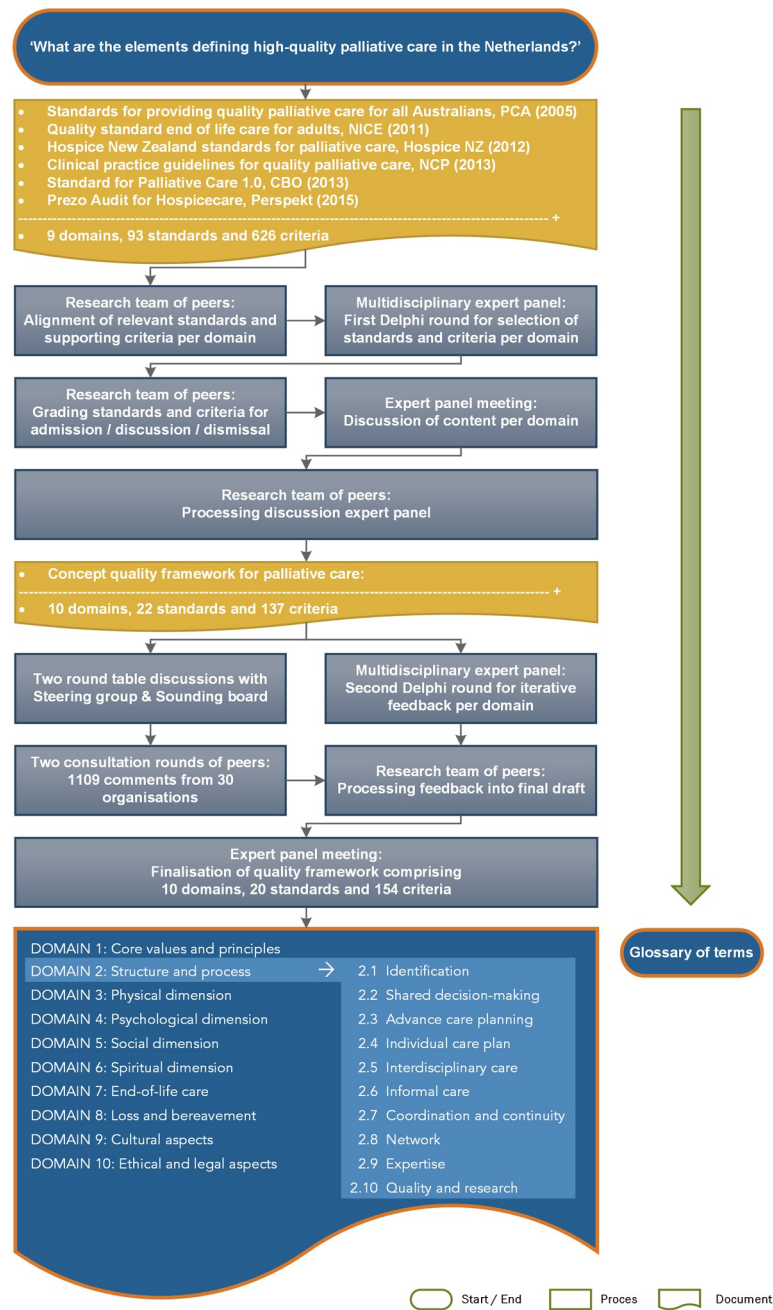 ‘What are the elements defining high-quality palliative care in the Netherlands?’
• Standards for providing quality palliative care for all Australians, PCA (2005)
• Quality standard end of life care for adults, NICE (2011)
• Hospice New Zealand standards for palliative care, Hospice NZ (2012)
• Clinical practice guidelines for quality palliative care, NCP (2013)
• Standard for Palliative Care 1.0, CBO (2013)
• Prezo Audit for Hospicecare, Perspekt (2015)
+
• 9 domains, 93 standards and 626 criteria
Research team of peers:
Alignment of relevant standards and
supporting criteria per domain
Multidisciplinary expert panel:
First Delphi round for selection of
standards and criteria per domain
Research team of peers:
Grading standards and criteria for
admission / discussion / dismissal
Expert panel meeting:
Discussion of content per domain
Research team of peers:
Processing discussion expert panel
• Concept quality framework for palliative care:
+
• 10 domains, 22 standards and 137 criteria
Two round table discussions with
Steering group & Sounding board
Multidisciplinary expert panel:
Second Delphi round for iterative
feedback per domain
Two consultation rounds of peers:
1109 comments from 30
organisations
Research team of peers:
Processing feedback into final draft
Expert panel meeting:
Finalisation of quality framework comprising
10 domains, 20 standards and 154 criteria
DOMAIN 1: Core values and principles
DOMAIN 2: Structure and process →
DOMAIN 3: Physical dimension
DOMAIN 4: Psychological dimension
DOMAIN 5: Social dimension
DOMAIN 6: Spiritual dimension
DOMAIN 7: End-of-life care
DOMAIN 8: Loss and bereavement
DOMAIN 9: Cultural aspects
DOMAIN 10: Ethical and legal aspects
2.1 Identification
2.2 Shared decision-making
2.3 Advance care planning
2.4 Individual care plan
2.5 Interdisciplinary care
2.6 Informal care
2.7 Coordination and continuity
2.8 Network
2.9 Expertise
2.10 Quality and research
Glossary of terms
Start / End
Proces
Document